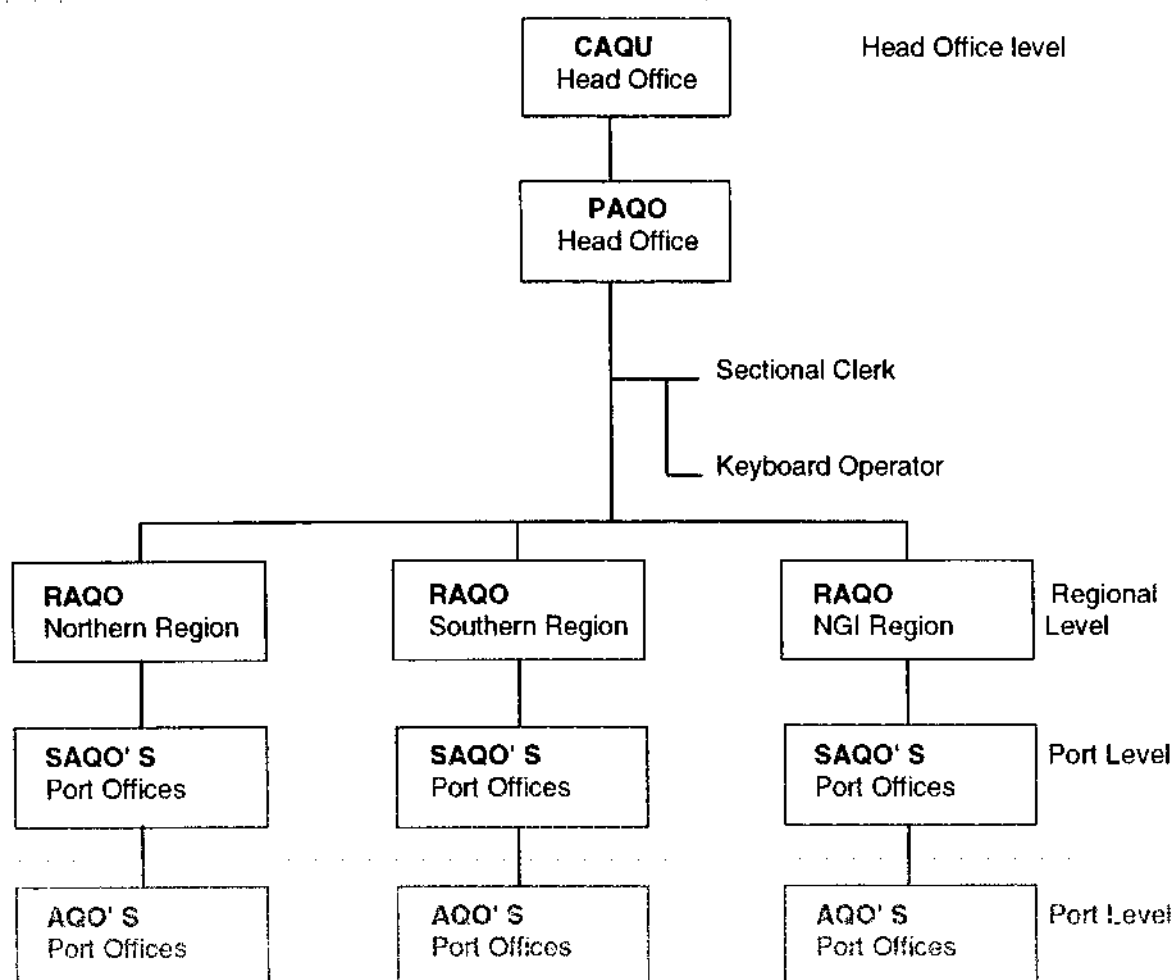 CAQU
Head Office
Head Office level
PAQO
Head Office
Sectional Clerk
Keyboard Operator
RAQO
Northern Region
RAQO
Southern Region
RAQO
NGI Region
Regional
Level
SAQO' S
Port Offices
SAQO' S
Port Offices
SAQO' S
Port Offices
Port Level
AQO' S
Port Offices
AQO' S
Port Offices
AQO' S
Port Offices
Port Level